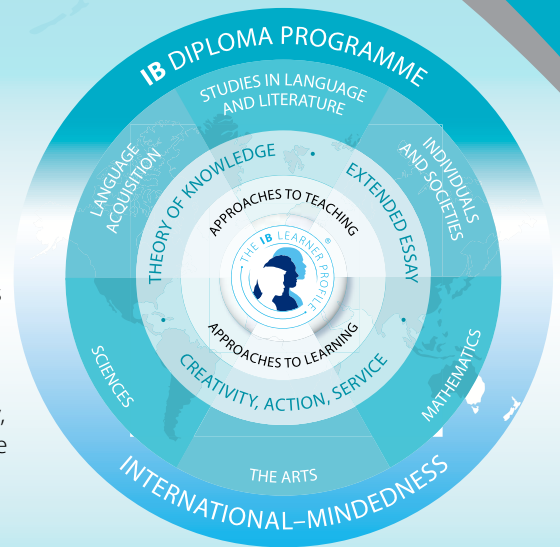 IB DIPLOMA PROGRAMME
STUDIES IN LANGUAGE
AND LITERATURE
LANGUAGE
ACQUISITION
INDIVIDUALS
AND SOCIETIES
THEORY OF KNOWLEDGE
EXTENDED ESSAY
APPROACHES TO TEACHING
THE IB LEARNER PROFILE
®
APPROACHES TO LEARNING
CREATIVITY, ACTION, SERVICE
SCIENCES
MATHEMATICS
THE ARTS
INTERNATIONAL–MINDEDNESS